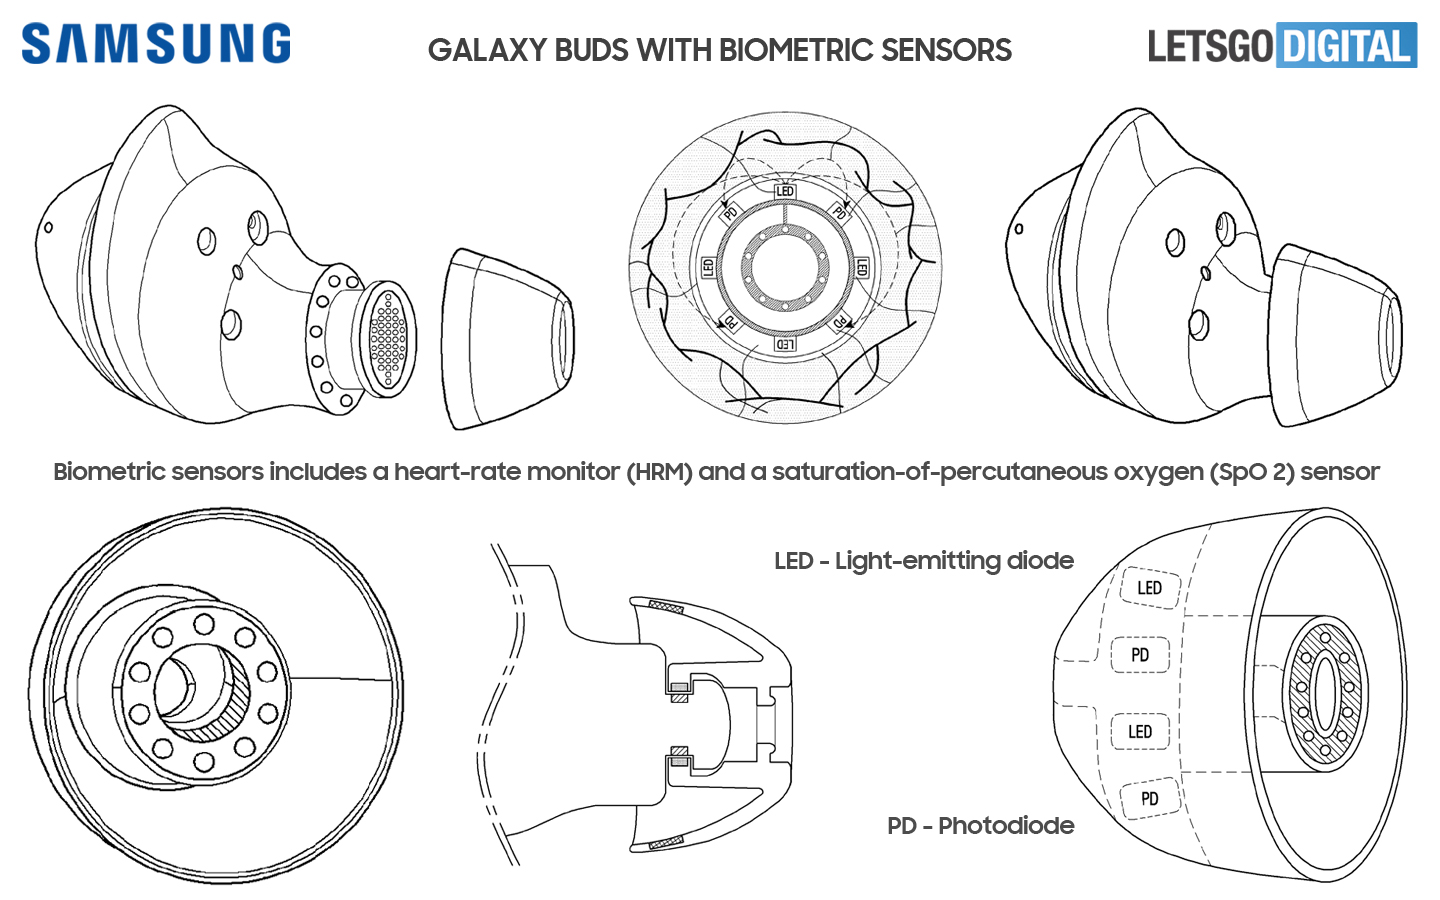 SAMSUNG
GALAXY BUDS WITH BIOMETRIC SENSORS
LETSGODIGITAL
LED
PD
PD
LED
LED
PD
PD
LED
Biometric sensors includes a heart-rate monitor (HRM) and a saturation-of-percutaneous oxygen (SpO 2) sensor
LED - Light-emitting diode
LED
PD
LED
PD
PD - Photodiode